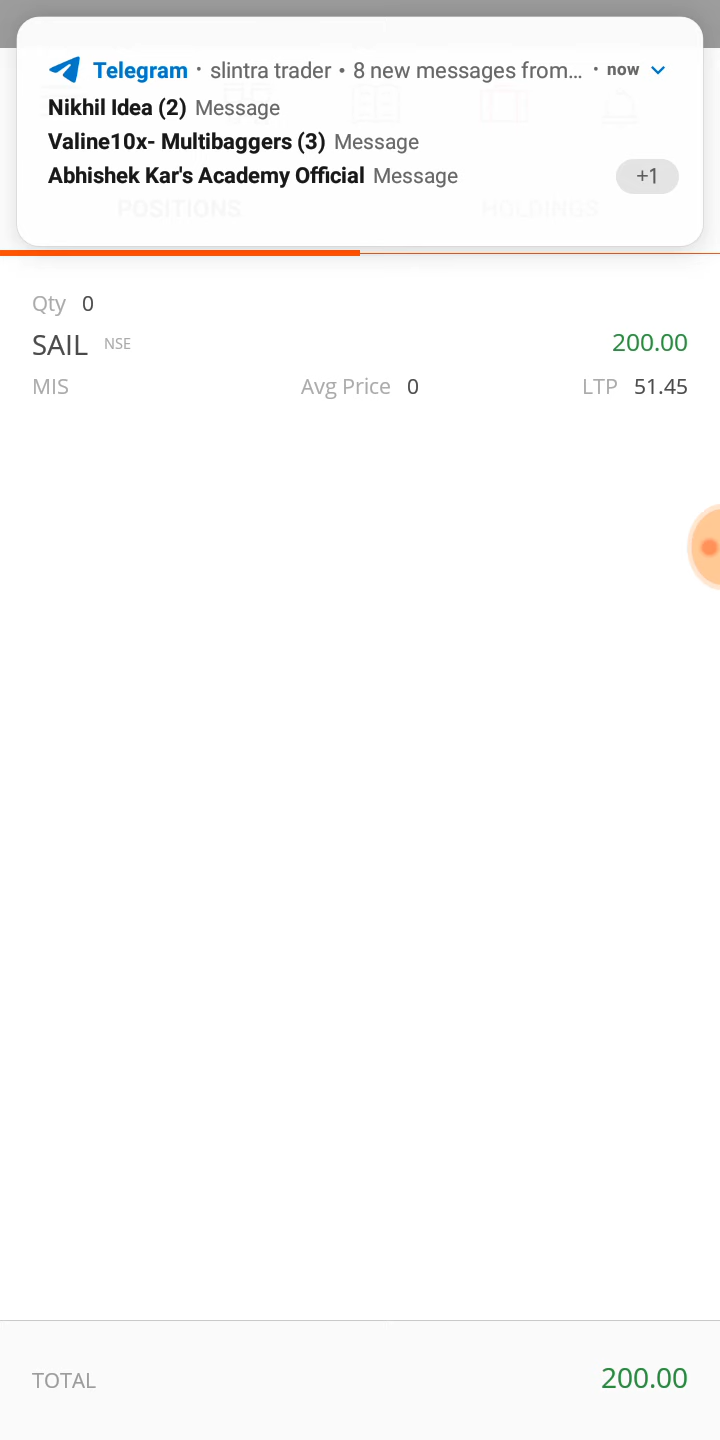 Telegram · slintra trader • 8 new messages from... · now
Nikhil Idea (2) Message
Valine10x- Multibaggers (3) Message
Abhishek Kar's Academy Official Message +1
POSITIONS HOLDINGS
Qty 0
SAIL NSE 200.00
MIS Avg Price 0 LTP 51.45
TOTAL 200.00